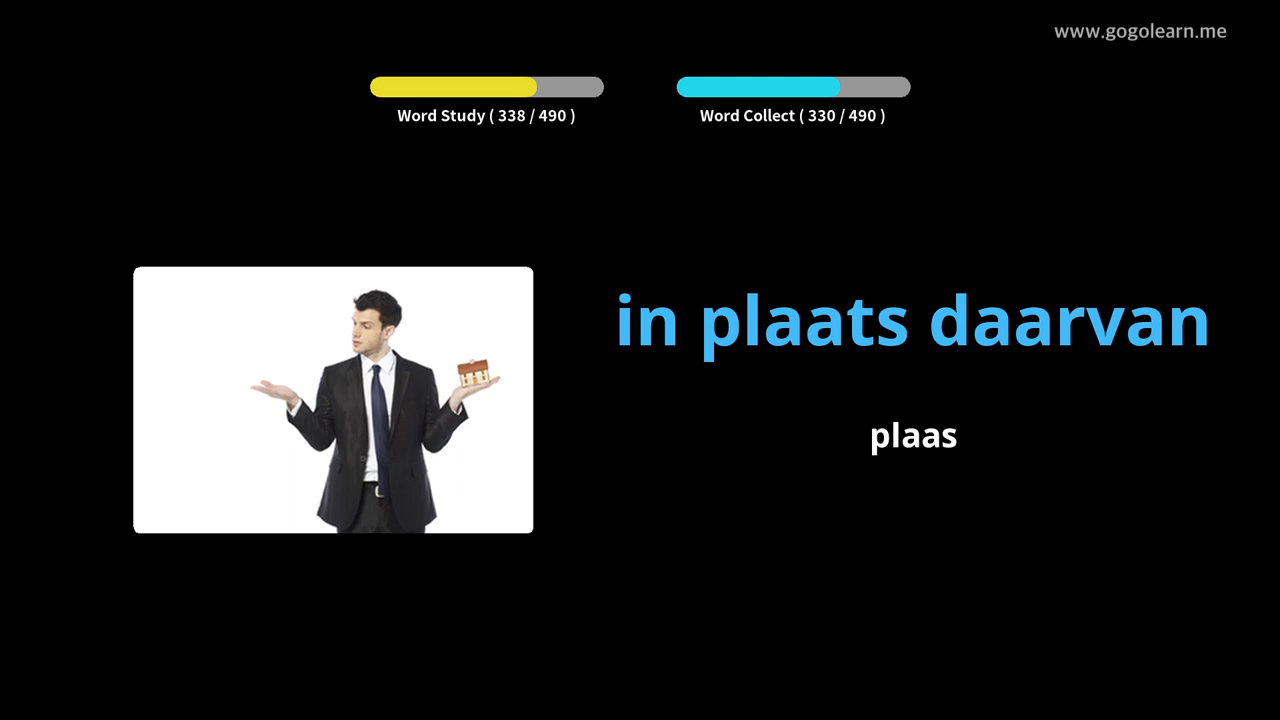 www.gogolearn.me
Word Study ( 338 / 490 )
Word Collect ( 330 / 490 )
in plaats daarvan
plaas